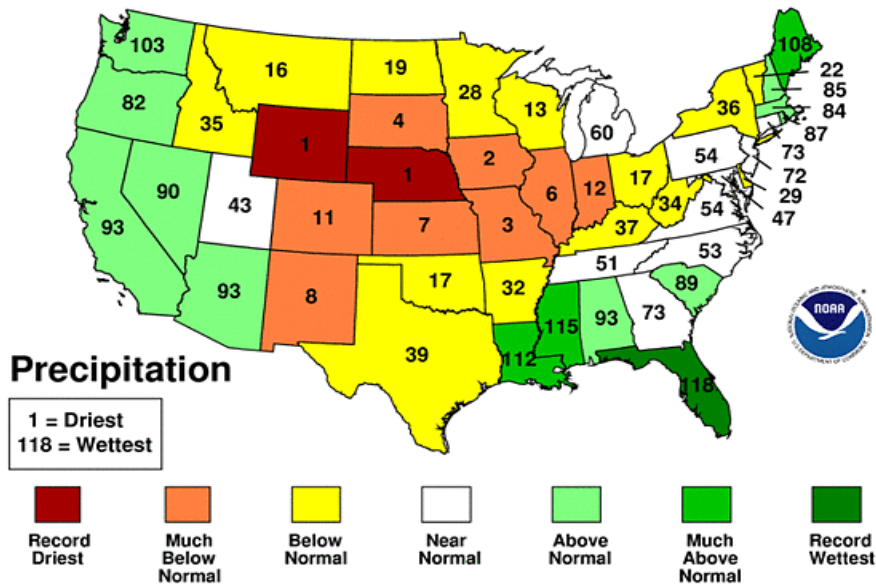 103
108
16
19
22
82
28
85
4
13
36
84
35
60
87
1
2
54
73
1
72
90
43
12
17
29
11
6
34
54
47
7
3
37
93
53
51
93
8
17
32
89
115
93
73
39
112
118
NOAA
Precipitation
1 = Driest
118 = Wettest
Record
Driest
Much
Below
Normal
Below
Normal
Near
Normal
Above
Normal
Much
Above
Normal
Record
Wettest